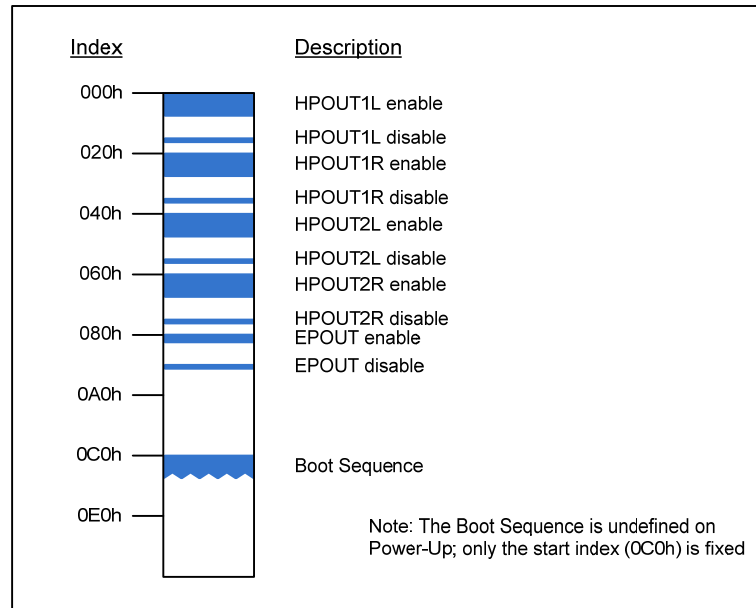 Index Description
000h
HPOUT1L enable
HPOUT1L disable
020h
HPOUT1R enable
HPOUT1R disable
040h
HPOUT2L enable
HPOUT2L disable
060h
HPOUT2R enable
HPOUT2R disable
080h
EPOUT enable
EPOUT disable
0A0h
0C0h
Boot Sequence
0E0h
Note: The Boot Sequence is undefined on
Power-Up; only the start index (0C0h) is fixed